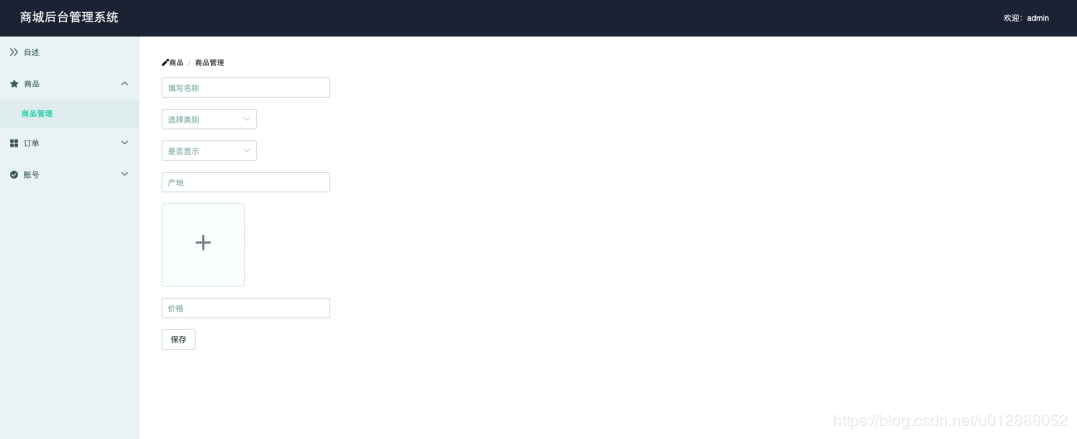 商城后台管理系统
欢迎：admin
自述
商品
商品管理
订单
账号
商品 / 商品管理
填写名称
选择类别
是否显示
产地
价格
保存
https://blog.csdn.net/u012888052